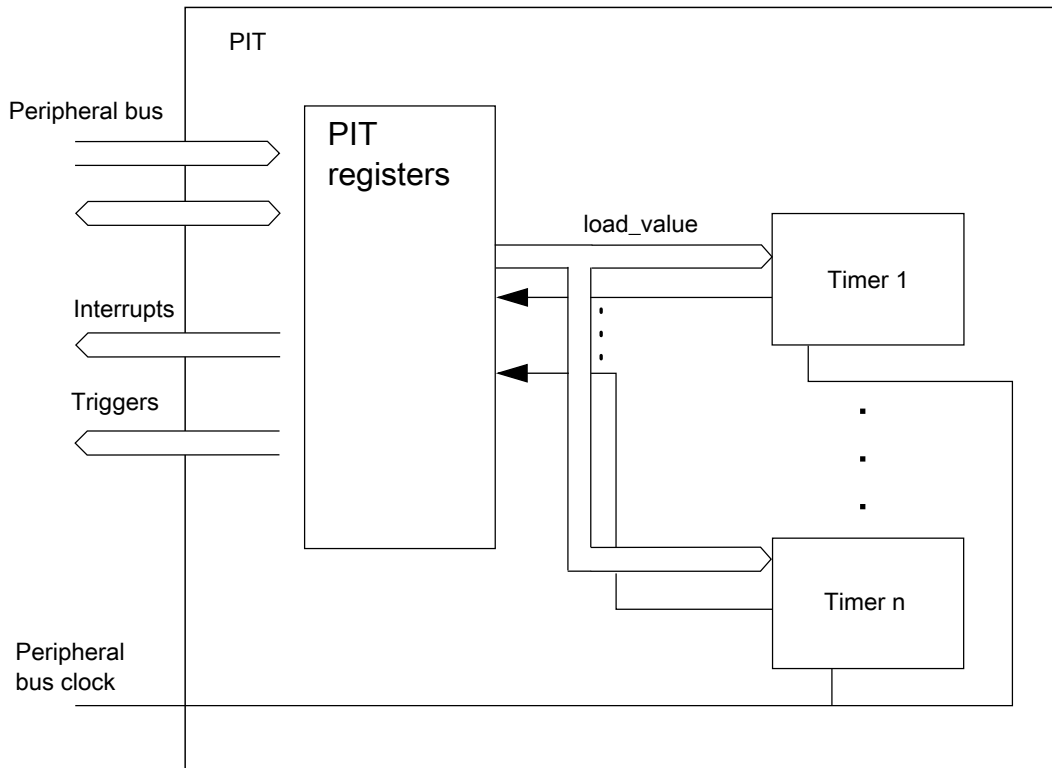 PIT
Peripheral bus
PIT
registers
load_value
Timer 1
Interrupts
Triggers
Timer n
Peripheral
bus clock